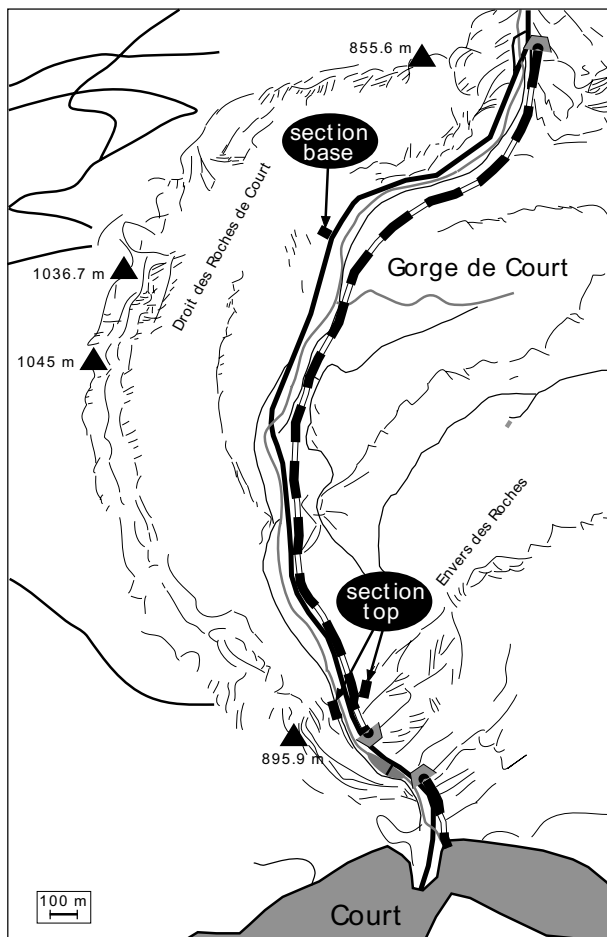 855.6 m
section
base
Droit des Roches de Court
Gorge de Court
1036.7 m
1045 m
Envers des Roches
section
top
895.9 m
100 m
Court